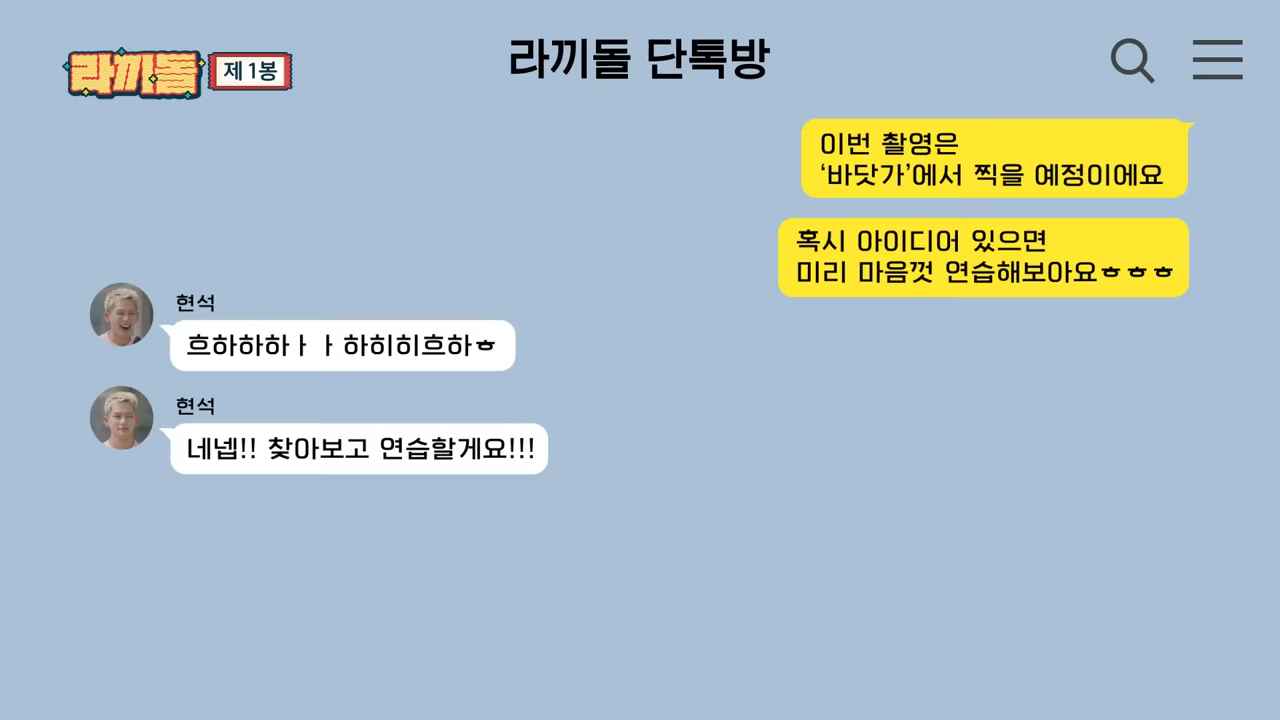 라끼돌 제 1봉
라끼돌 단톡방
이번 촬영은
‘바닷가’에서 찍을 예정이에요
혹시 아이디어 있으면
미리 마음껏 연습해보아요ㅎㅎㅎ
현석
흐하하하ㅏㅏ하히히흐하ㅎ
현석
네넵!! 찾아보고 연습할게요!!!